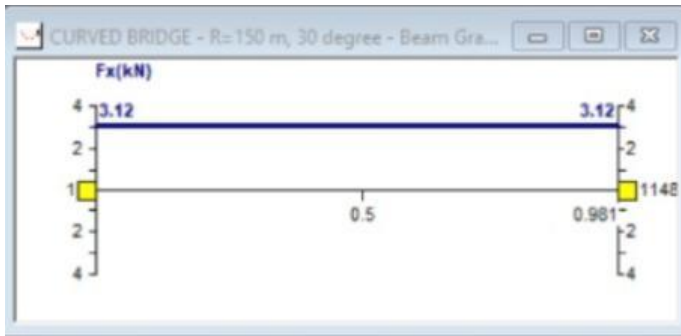 CURVED BRIDGE - R=150 m, 30 degree - Beam Gra...
Fx(kN)
4 3.12 3.12 4
2 2
1 1148
0.5 0.981
2 2
4 4